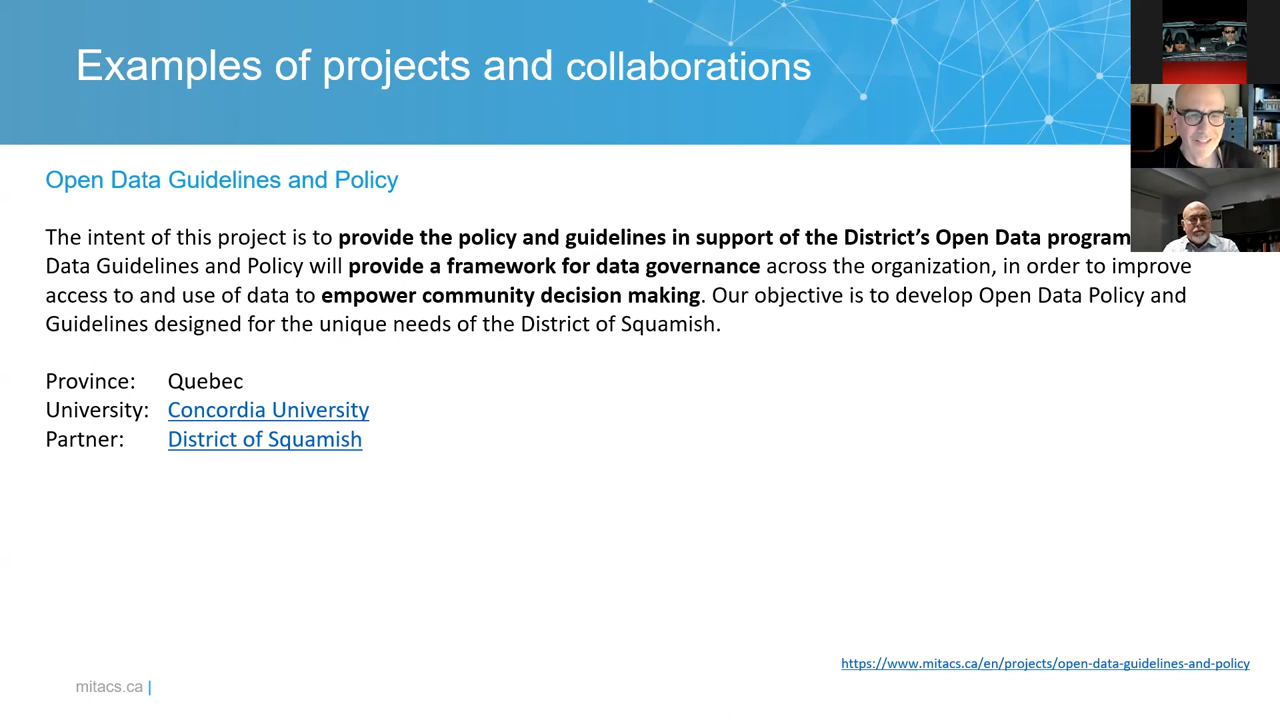 Examples of projects and collaborations
Open Data Guidelines and Policy
The intent of this project is to provide the policy and guidelines in support of the District’s Open Data program
Data Guidelines and Policy will provide a framework for data governance across the organization, in order to improve
access to and use of data to empower community decision making. Our objective is to develop Open Data Policy and
Guidelines designed for the unique needs of the District of Squamish.
Province: Quebec
University: Concordia University
Partner: District of Squamish
https://www.mitacs.ca/en/projects/open-data-guidelines-and-policy
mitacs.ca |